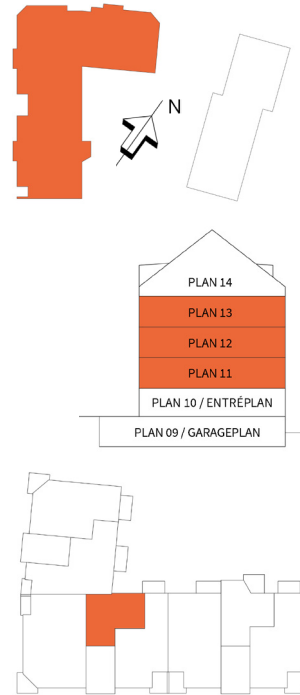 N
PLAN 14
PLAN 13
PLAN 12
PLAN 11
PLAN 10 / ENTRÉPLAN
PLAN 09 / GARAGEPLAN